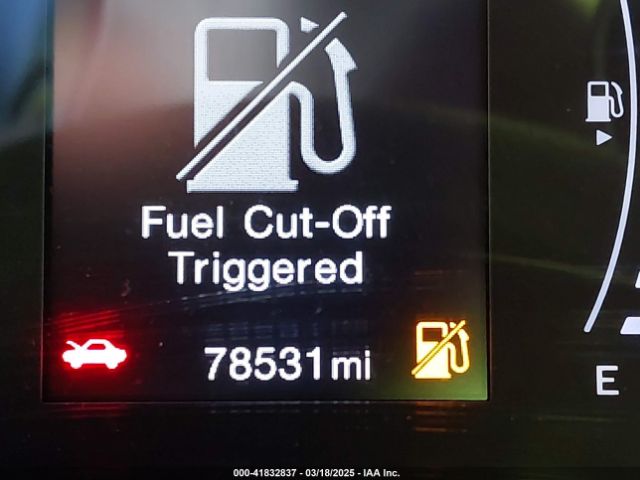 Fuel Cut-Off
Triggered
78531 mi
E
000-41832837 - 03/18/2025 - IAA Inc.